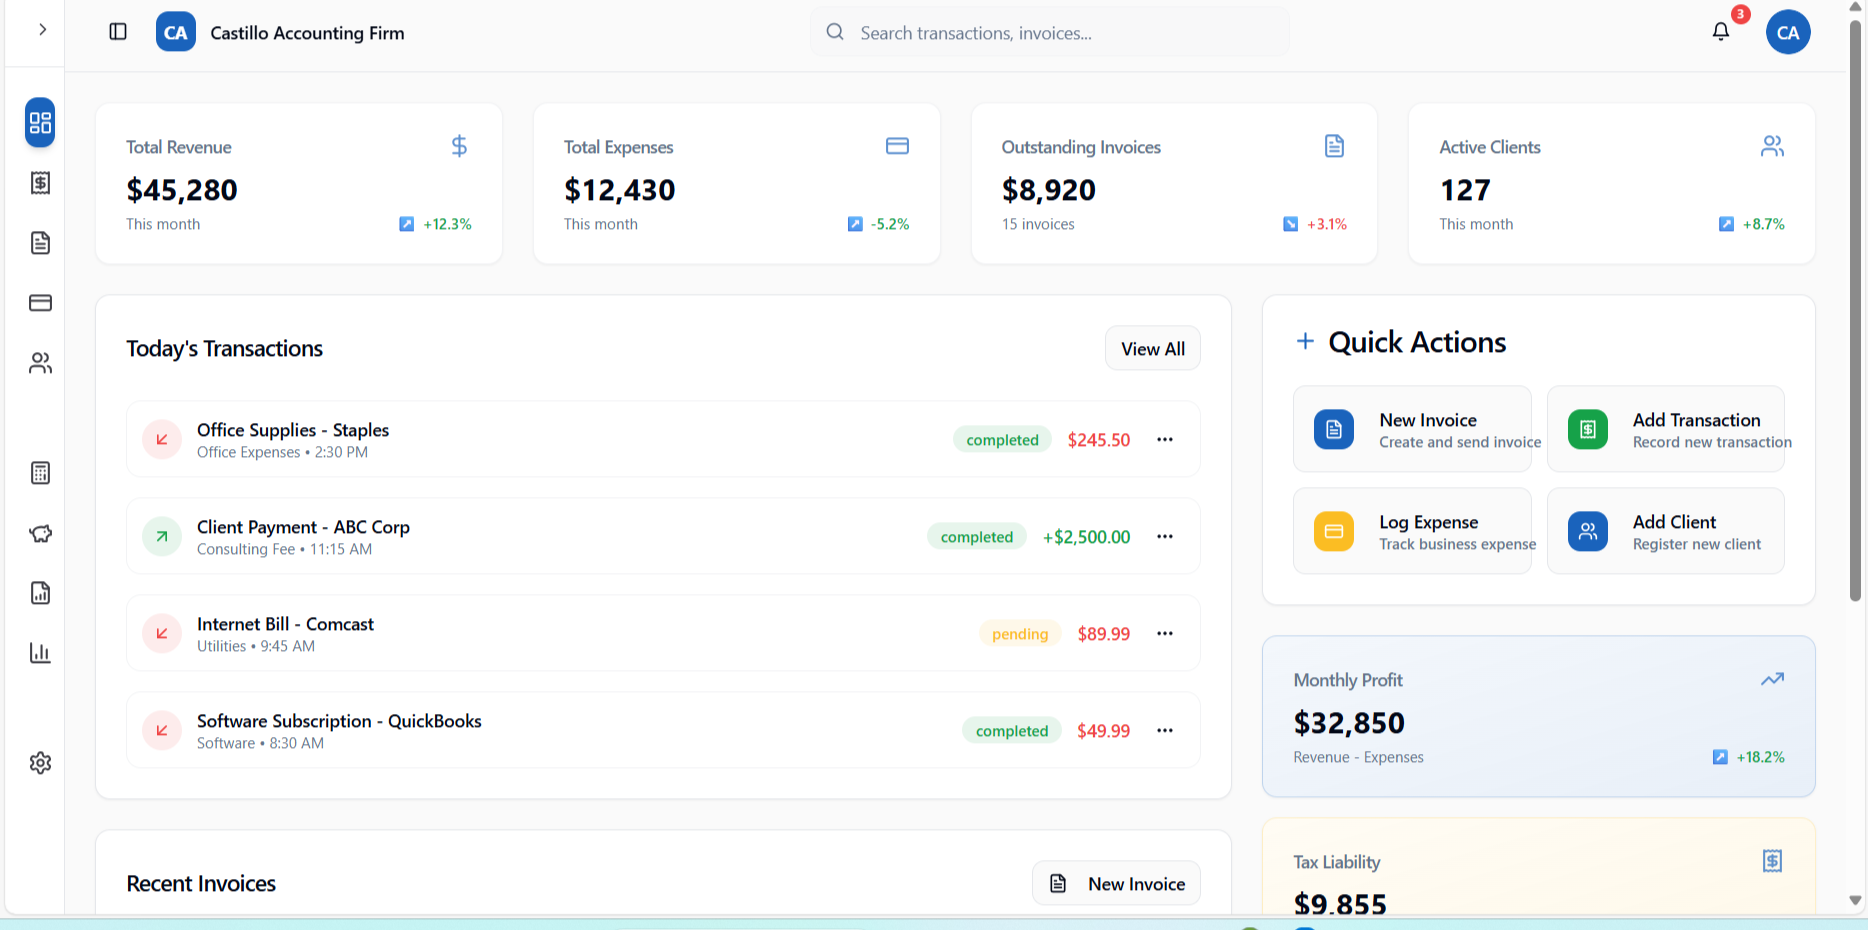 CA
Castillo Accounting Firm
Search transactions, invoices...
3
CA
Total Revenue
$45,280
This month
+12.3%
Total Expenses
$12,430
This month
-5.2%
Outstanding Invoices
$8,920
15 invoices
+3.1%
Active Clients
127
This month
+8.7%
Today's Transactions
View All
Office Supplies - Staples
Office Expenses • 2:30 PM
completed
$245.50
Client Payment - ABC Corp
Consulting Fee • 11:15 AM
completed
+$2,500.00
Internet Bill - Comcast
Utilities • 9:45 AM
pending
$89.99
Software Subscription - QuickBooks
Software • 8:30 AM
completed
$49.99
Quick Actions
New Invoice
Create and send invoice
Add Transaction
Record new transaction
Log Expense
Track business expense
Add Client
Register new client
Monthly Profit
$32,850
Revenue - Expenses
+18.2%
Recent Invoices
New Invoice
Tax Liability
$9,855